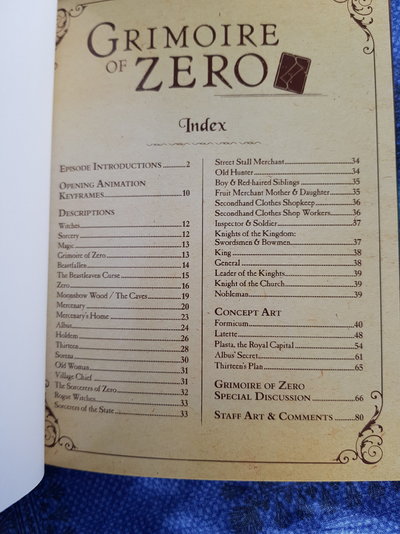 GRIMOIRE
OF ZERO
Index
EPISODE INTRODUCTIONS 2
OPENING ANIMATION
KEYFRAMES 10
DESCRIPTIONS
Witches 12
Sorcery 12
Magic 13
Grimoire of Zero 13
Beastfallen 14
The Beastleaven Curse 15
Zero 16
Moonshow Wood / The Caves 19
Mercenary 20
Mercenary's Home 23
Albus 24
Holdem 26
Thirteen 28
Sorena 30
Old Woman 31
Village Chief 31
The Sorcerers of Zero 32
Rogue Witches 33
Sorcerers of the State 33
Street Stall Merchant 34
Old Hunter 35
Boy & Red-haired Siblings 35
Fruit Merchant Mother & Daughter 35
Secondhand Clothes Shopkeep 36
Secondhand Clothes Shop Workers 36
Inspector & Soldier 37
Knights of the Kingdom:
Swordsmen & Bowmen 37
King 38
General 38
Leader of the Kinghts 39
Knight of the Church 39
Nobleman 39
CONCEPT ART
Formicum 40
Latette 48
Plasta, the Royal Capital 54
Albus' Secret 61
Thirteen's Plan 65
GRIMOIRE OF ZERO
SPECIAL DISCUSSION 66
STAFF ART & COMMENTS 80